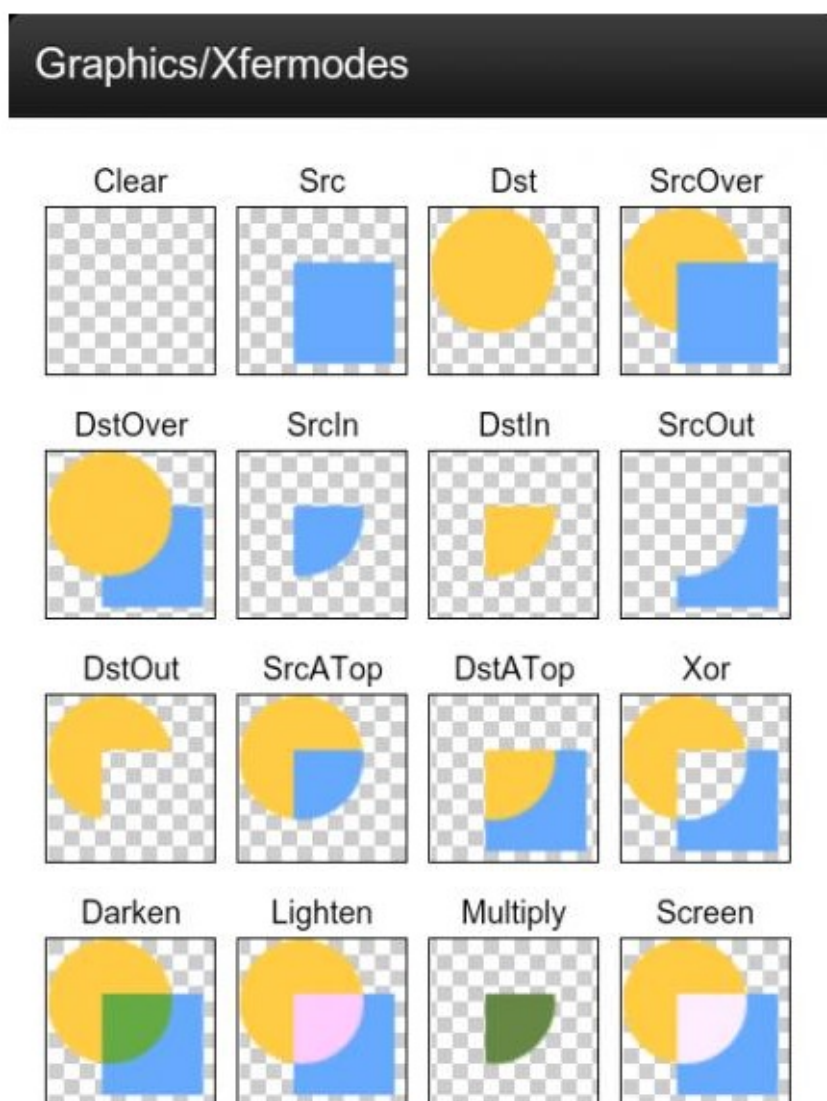 Graphics/Xfermodes
Clear Src Dst SrcOver
DstOver SrcIn DstIn SrcOut
DstOut SrcATop DstATop Xor
Darken Lighten Multiply Screen